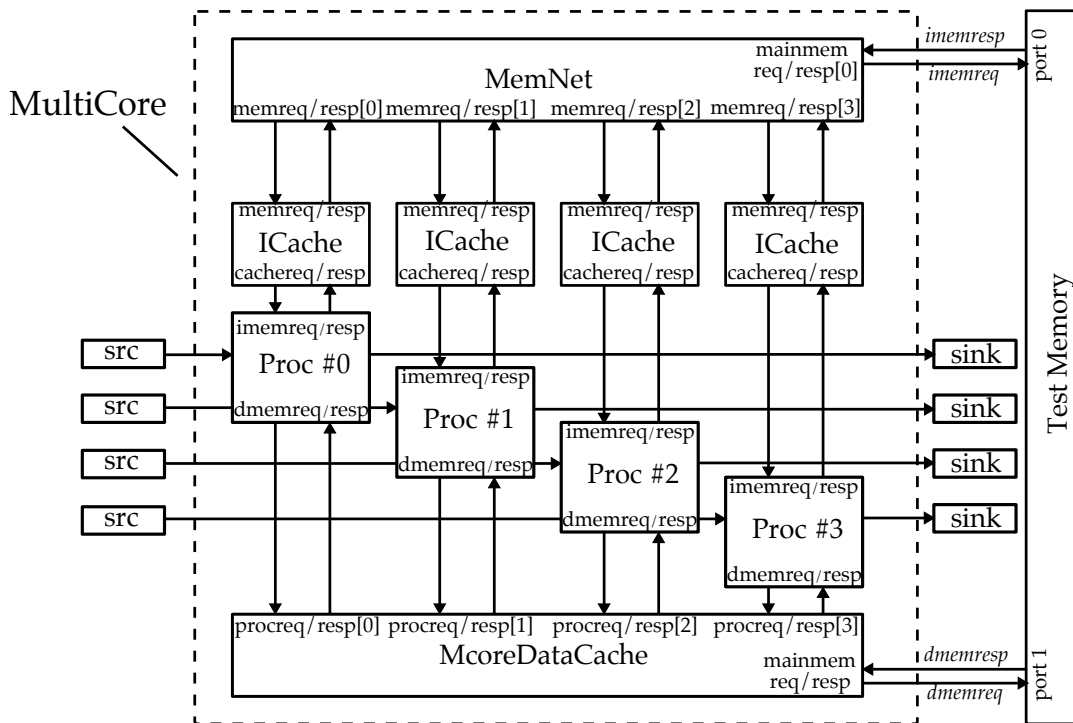 imemresp
mainmem
req/resp[0]
imemreq
port 0
MemNet
MultiCore
memreq/resp[0]
memreq/resp[1]
memreq/resp[2]
memreq/resp[3]
memreq/resp
memreq/resp
memreq/resp
memreq/resp
ICache
ICache
ICache
ICache
cachereq/resp
cachereq/resp
cachereq/resp
cachereq/resp
Test Memory
imemreq/resp
src
Proc #0
sink
imemreq/resp
src
dmemreq/resp
Proc #1
sink
imemreq/resp
src
dmemreq/resp
Proc #2
sink
imemreq/resp
src
dmemreq/resp
Proc #3
sink
dmemreq/resp
procreq/resp[0]
procreq/resp[1]
procreq/resp[2]
procreq/resp[3]
McoreDataCache
mainmem
req/resp
dmemresp
dmemreq
port 1